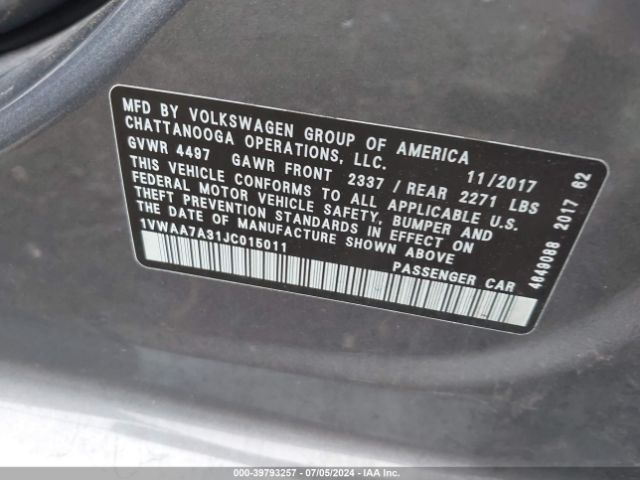 MFD BY VOLKSWAGEN GROUP OF AMERICA
CHATTANOOGA OPERATIONS, LLC.
GVWR 4497 GAWR FRONT 2337 / REAR 2271 LBS
11/2017
THIS VEHICLE CONFORMS TO ALL APPLICABLE U.S.
FEDERAL MOTOR VEHICLE SAFETY, BUMPER AND
THEFT PREVENTION STANDARDS IN EFFECT ON
THE DATE OF MANUFACTURE SHOWN ABOVE
1VWAA7A31JC015011
PASSENGER CAR
4849088 2017 62
000-39793257 - 07/05/2024 - IAA Inc.